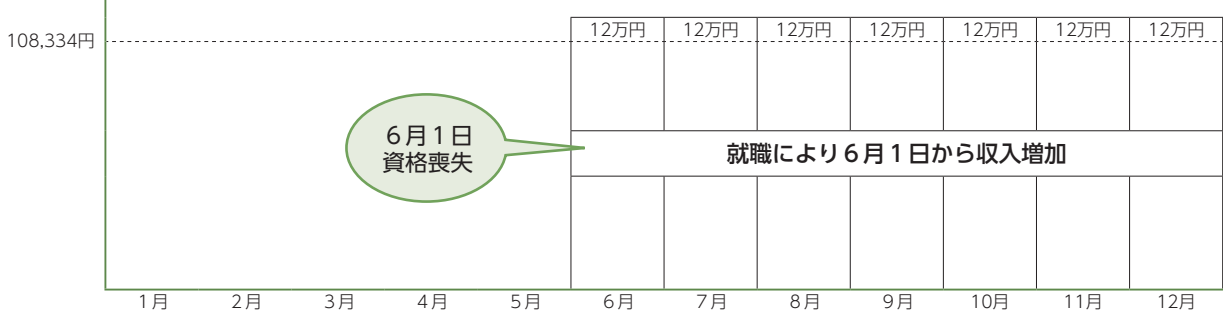 12万円 12万円 12万円 12万円 12万円 12万円 12万円
108,334円
6月1日
資格喪失
就職により6月1日から収入増加
1月 2月 3月 4月 5月 6月 7月 8月 9月 10月 11月 12月